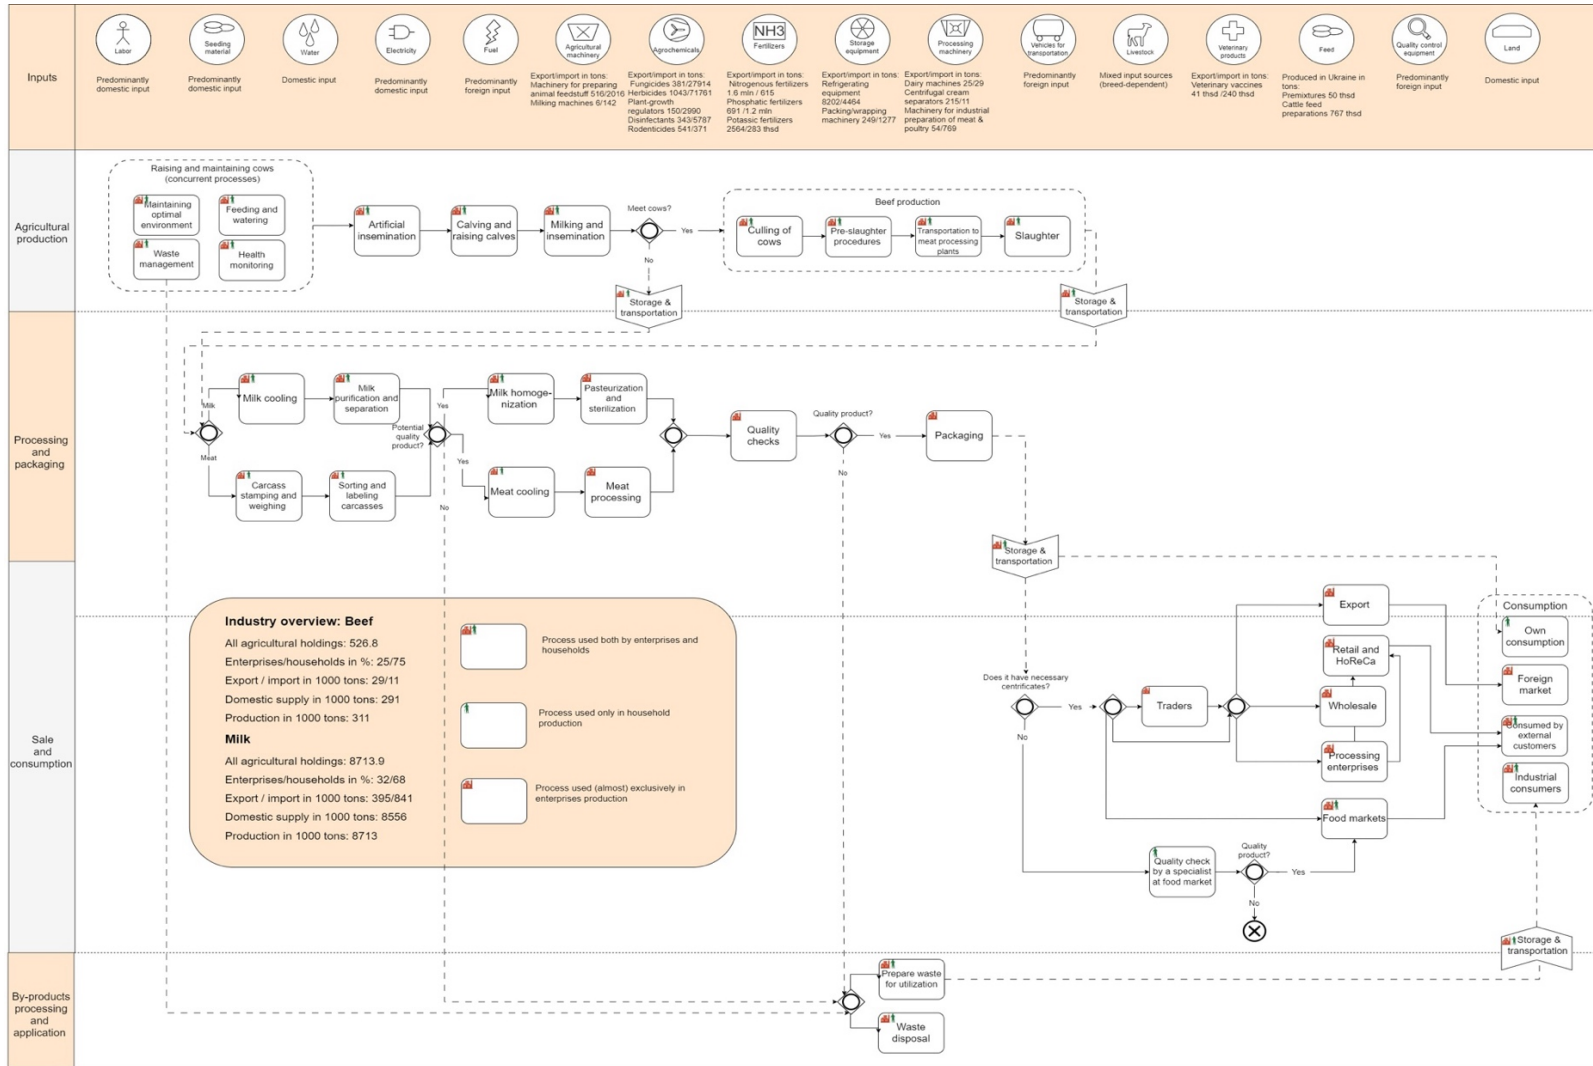 Inputs
Labor
Predominantly
domestic input
Seeding
material
Predominantly
domestic input
Water
Domestic input
Electricity
Predominantly
domestic input
Fuel
Predominantly
foreign input
Agricultural
machinery
Export/import in tons:
Machinery for preparing
animal feedstuff 516/2016
Milking machines 6/142
Agrochemicals
Export/import in tons:
Fungicides 381/27914
Herbicides 1043/71761
Plant-growth
regulators 150/2990
Disinfectants 343/5787
Rodenticides 541/371
NH3
Fertilizers
Export/import in tons:
Nitrogenous fertilizers
1.6 mln / 615
Phosphatic fertilizers
691 /1.2 mln
Potassic fertilizers
2564/283 thsd
Storage
equipment
Export/import in tons:
Refrigerating
equipment
8202/4464
Packing/wrapping
machinery 249/1277
Processing
machinery
Export/import in tons:
Dairy machines 25/29
Centrifugal cream
separators 215/11
Machinery for industrial
preparation of meat &
poultry 54/769
Vehicles for
transportation
Predominantly
foreign input
Livestock
Mixed input sources
(breed-dependent)
Veterinary
products
Export/import in tons:
Veterinary vaccines
41 thsd /240 thsd
Feed
Produced in Ukraine in
tons:
Premixtures 50 thsd
Cattle feed
preparations 767 thsd
Quality control
equipment
Predominantly
foreign input
Land
Domestic input
Agricultural
production
Raising and maintaining cows
(concurrent processes)
Maintaining
optimal
environment
Feeding and
watering
Waste
management
Health
monitoring
Artificial
insemination
Calving and
raising calves
Milking and
insemination
Meet cows?
Yes
No
Beef production
Culling of
cows
Pre-slaughter
procedures
Transportation to
meat processing
plants
Slaughter
Storage &
transportation
Storage &
transportation
Processing
and
packaging
Milk
Meat
Milk cooling
Milk
purification and
separation
Carcass
stamping and
weighing
Sorting and
labeling
carcasses
Potential
quality
product?
Yes
Yes
No
Milk homoge-
nization
Pasteurization
and
sterilization
Meat cooling
Meat
processing
Quality
checks
Quality product?
Yes
No
Packaging
Storage &
transportation
Sale
and
consumption
Industry overview: Beef
All agricultural holdings: 526.8
Enterprises/households in %: 25/75
Export / import in 1000 tons: 29/11
Domestic supply in 1000 tons: 291
Production in 1000 tons: 311
Milk
All agricultural holdings: 8713.9
Enterprises/households in %: 32/68
Export / import in 1000 tons: 395/841
Domestic supply in 1000 tons: 8556
Production in 1000 tons: 8713
Process used both by enterprises and
households
Process used only in household
production
Process used (almost) exclusively in
enterprises production
Does it have necessary
centrificates?
Yes
No
Traders
Export
Retail and
HoReCa
Wholesale
Processing
enterprises
Food markets
Quality check
by a specialist
at food market
Quality
product?
Yes
No
Consumption
Own
consumption
Foreign
market
Consumed by
external
customers
Industrial
consumers
Storage &
transportation
By-products
processing
and
application
Prepare waste
for utilization
Waste
disposal